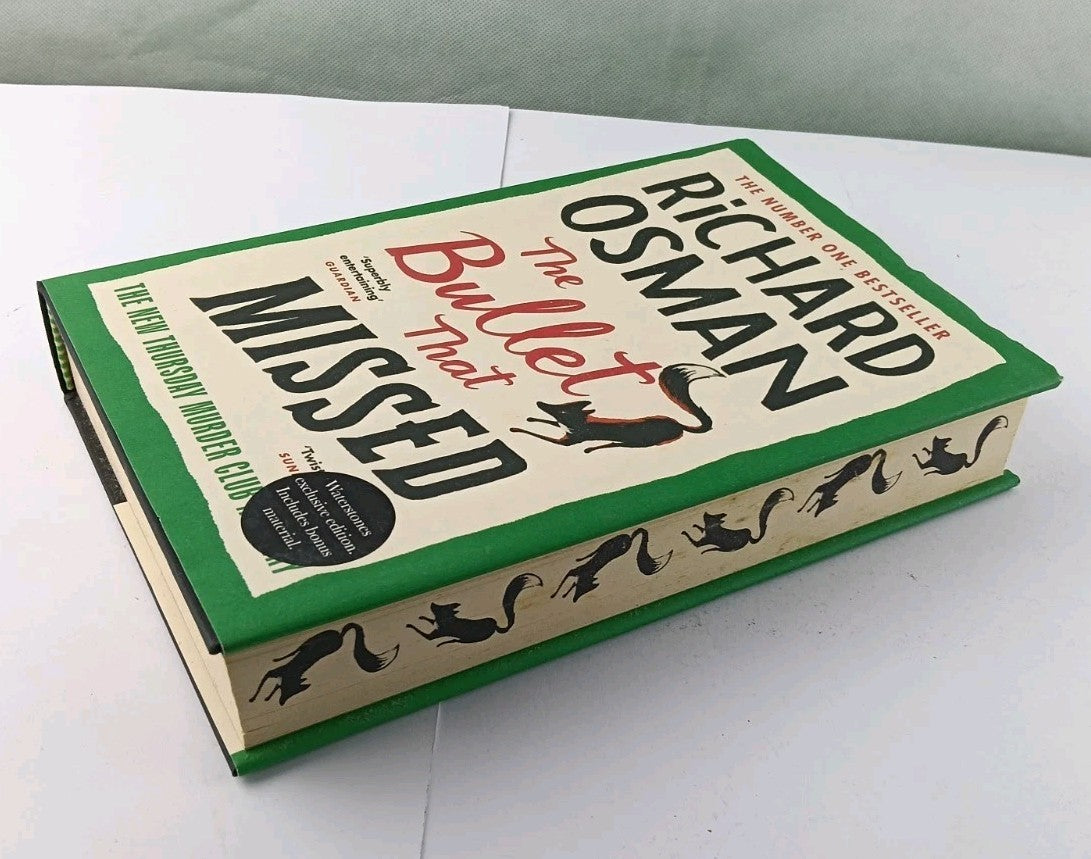 THE NUMBER ONE BESTSELLER
RiCHARD
OSMAN
The
Bullet
That
MISSED
'Superbly
entertaining'
GUARDIAN
THE NEW THURSDAY MURDER CLUB
Waterstones
exclusive edition.
Includes bonus
material.